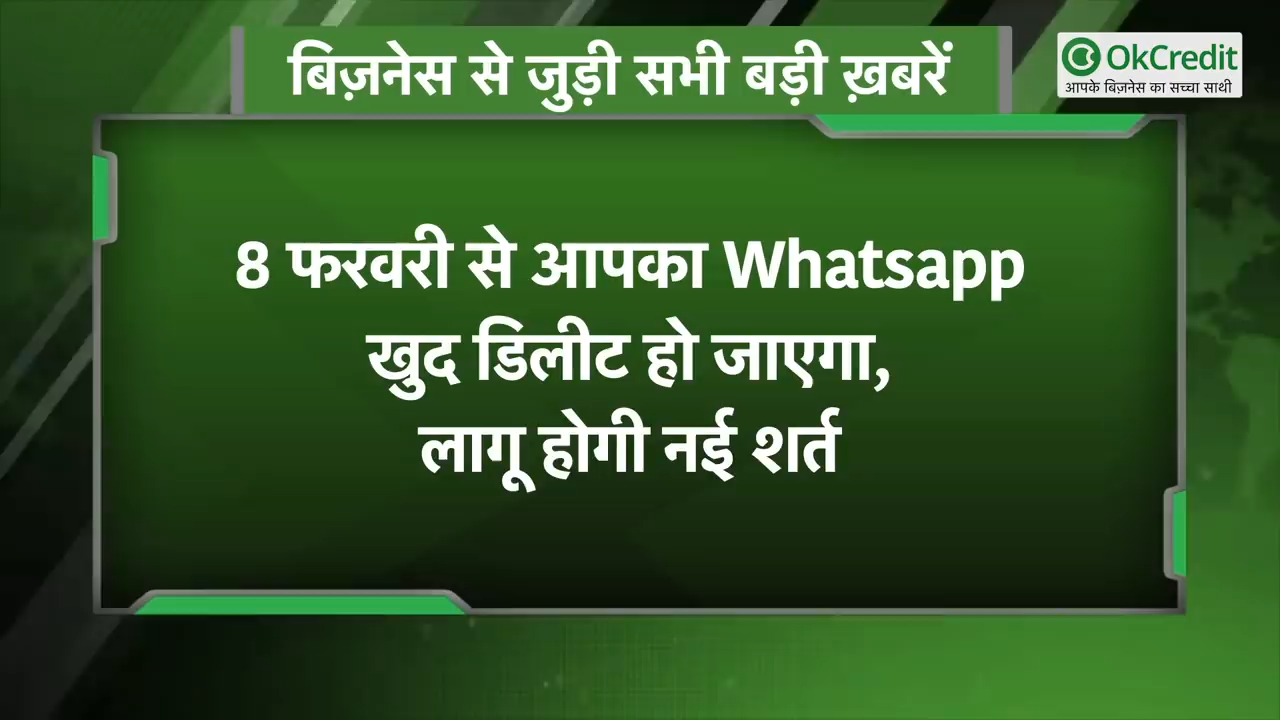 बिज़नेस से जुड़ी सभी बड़ी ख़बरें
OkCredit
आपके बिज़नेस का सच्चा साथी
8 फरवरी से आपका Whatsapp
खुद डिलीट हो जाएगा,
लागू होगी नई शर्त